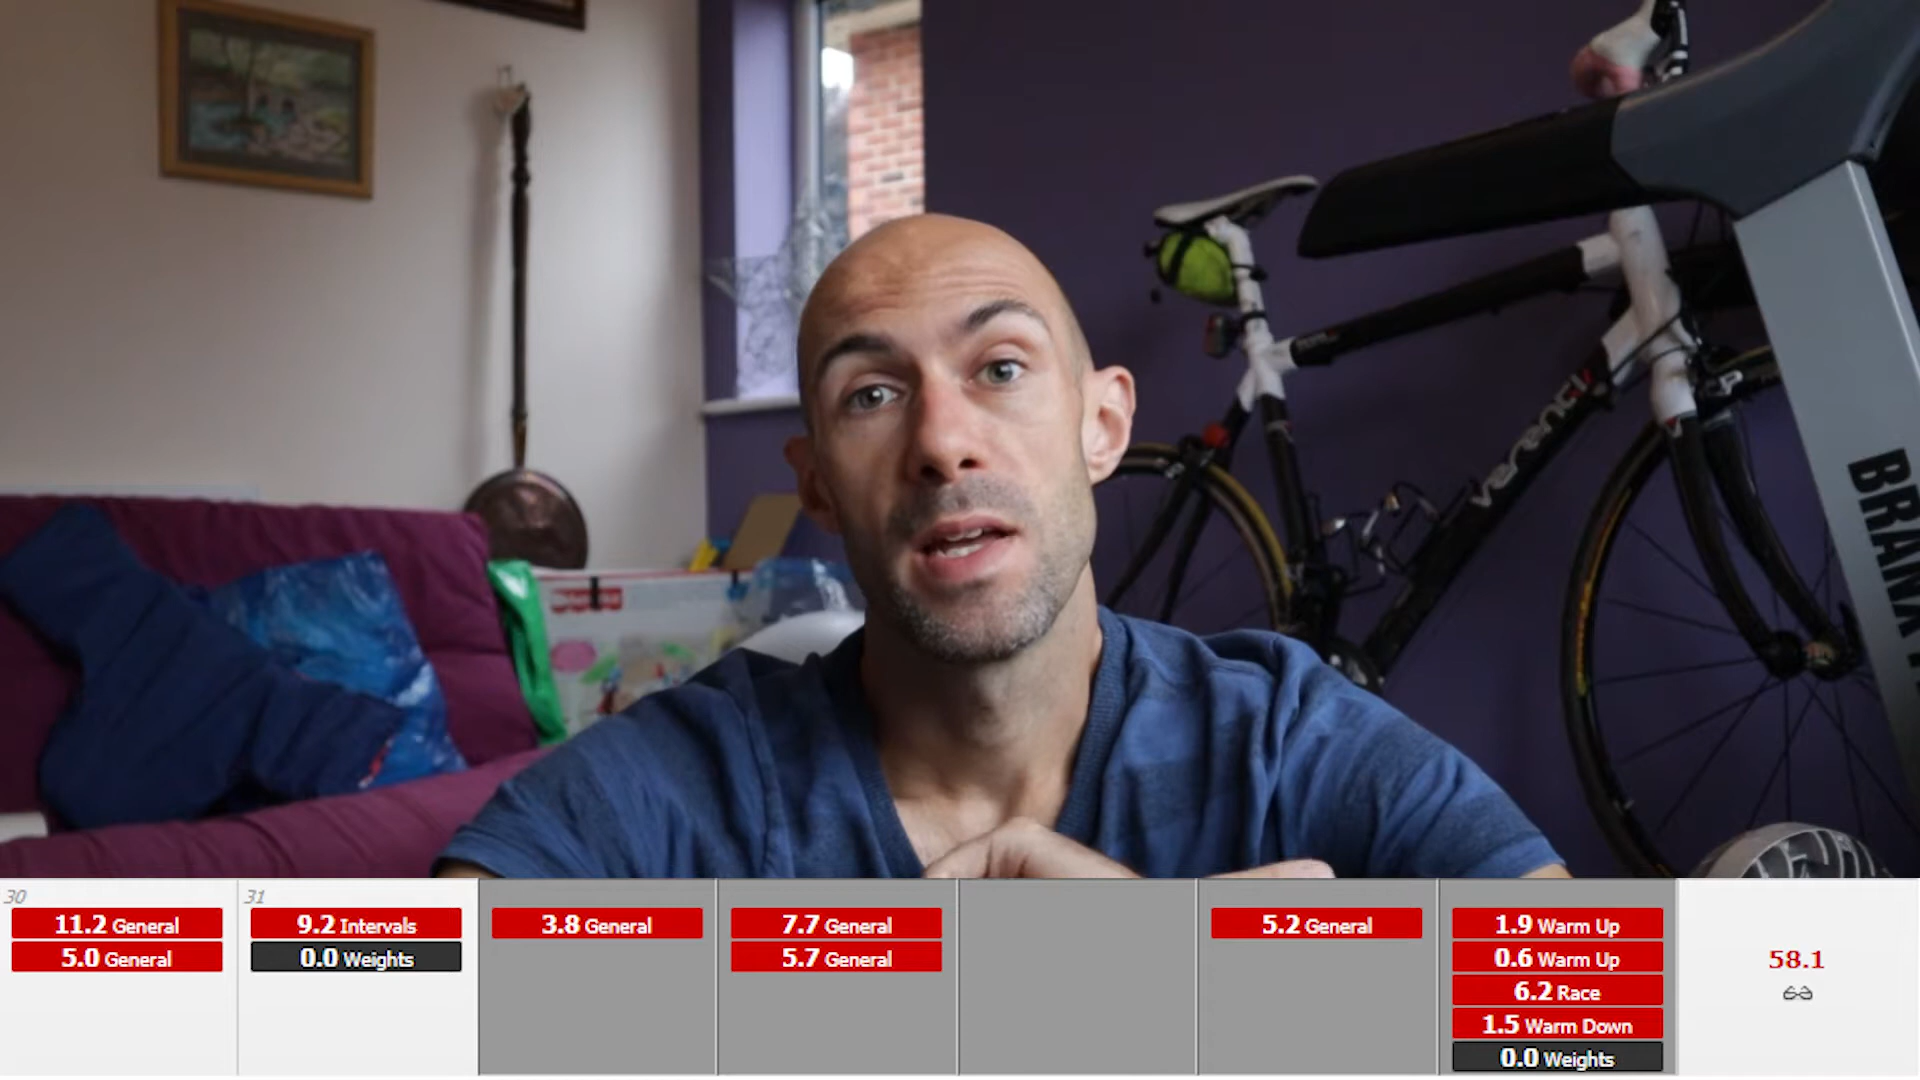 verenti
BRANX
30
11.2 General
5.0 General
31
9.2 Intervals
0.0 Weights
3.8 General
7.7 General
5.7 General
5.2 General
1.9 Warm Up
0.6 Warm Up
6.2 Race
1.5 Warm Down
0.0 Weights
58.1